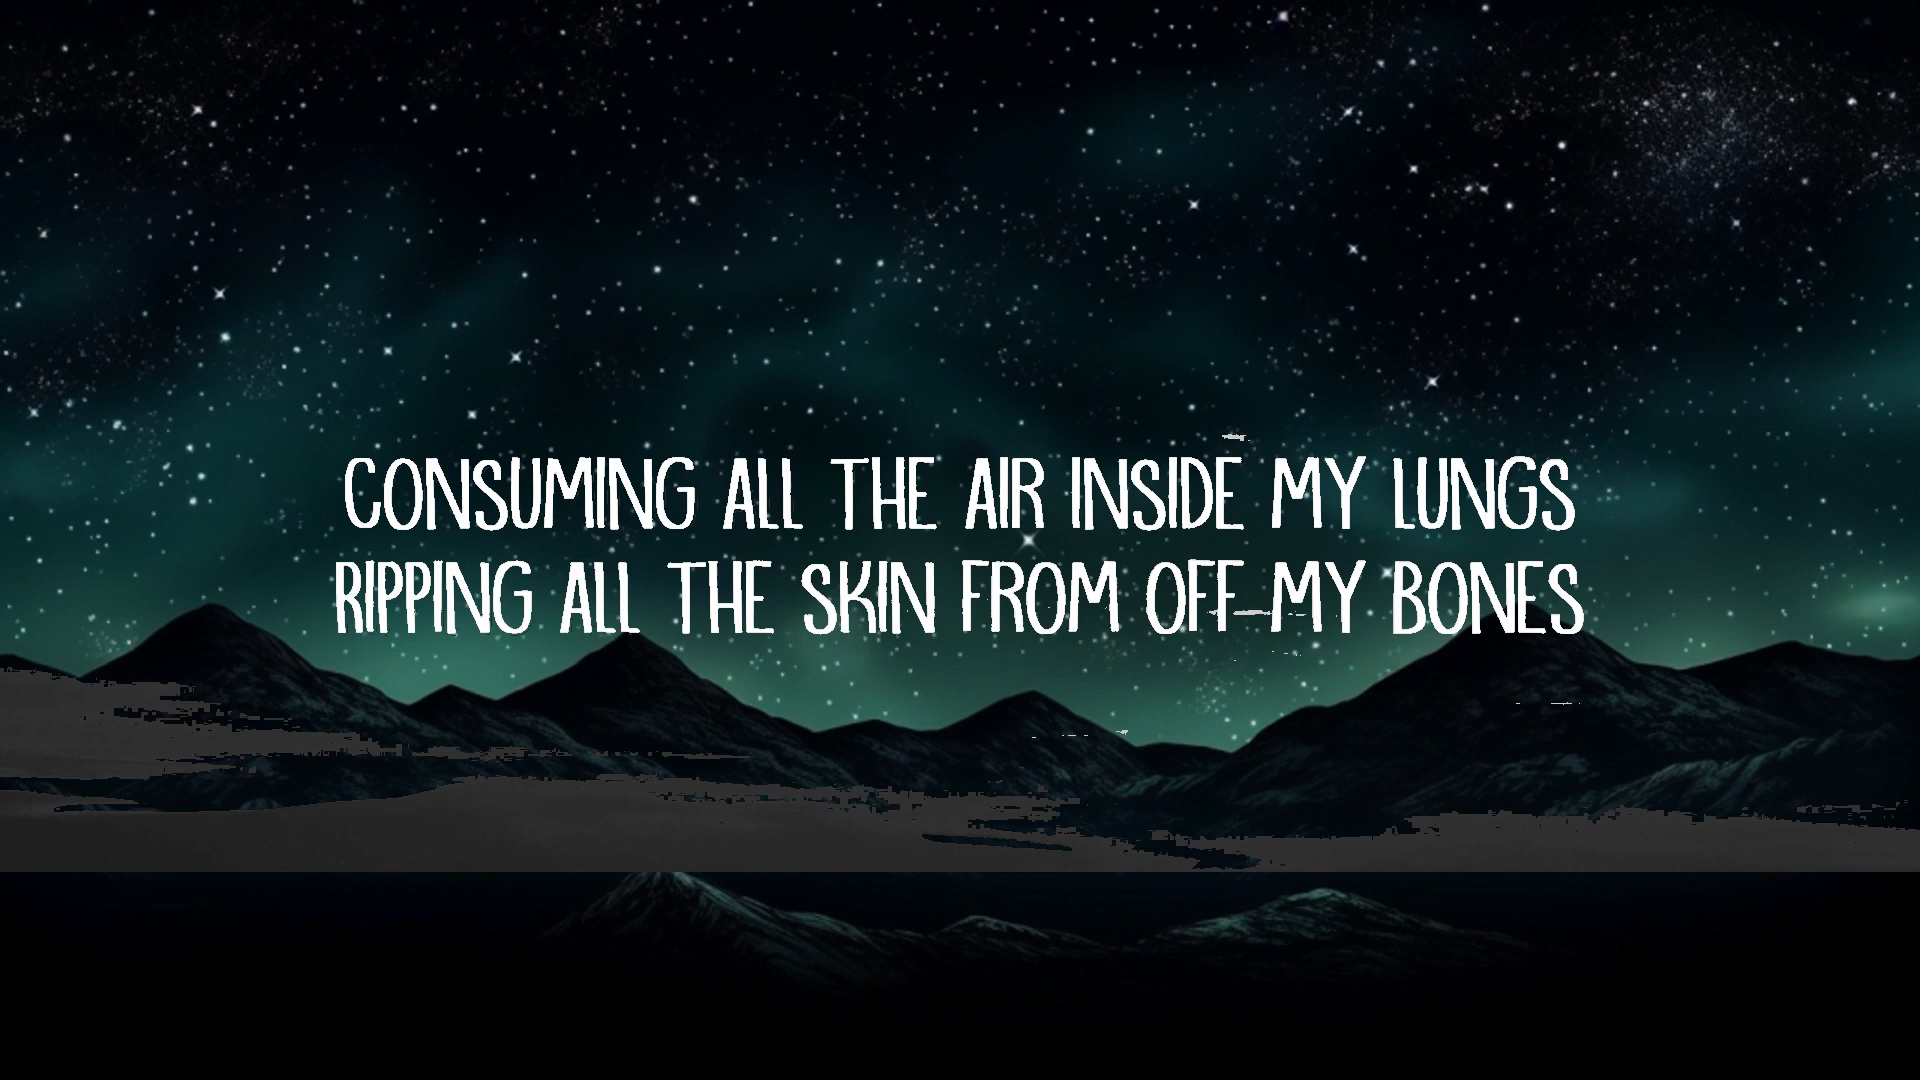 CONSUMING ALL THE AIR INSIDE MY LUNGS
RIPPING ALL THE SKIN FROM OFF MY BONES